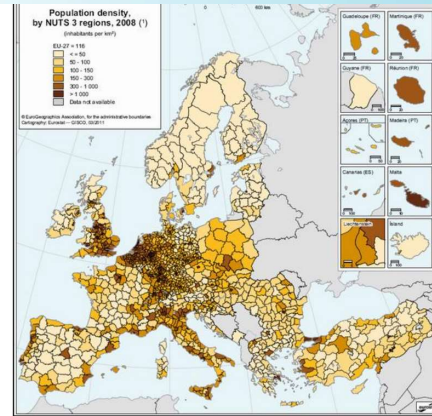 Population density,
by NUTS 3 regions, 2008 (¹)
(inhabitants per km²)
EU-27 = 116
<= 50
50 - 100
100 - 150
150 - 300
300 - 1 000
> 1 000
Data not available
© EuroGeographics Association, for the administrative boundaries
Cartography: Eurostat — GISCO, 03/2011
0 600 km
Guadeloupe (FR)
Martinique (FR)
Guyane (FR)
Réunion (FR)
Açores (PT)
Madeira (PT)
Canarias (ES)
Malta
Liechtenstein
Ísland